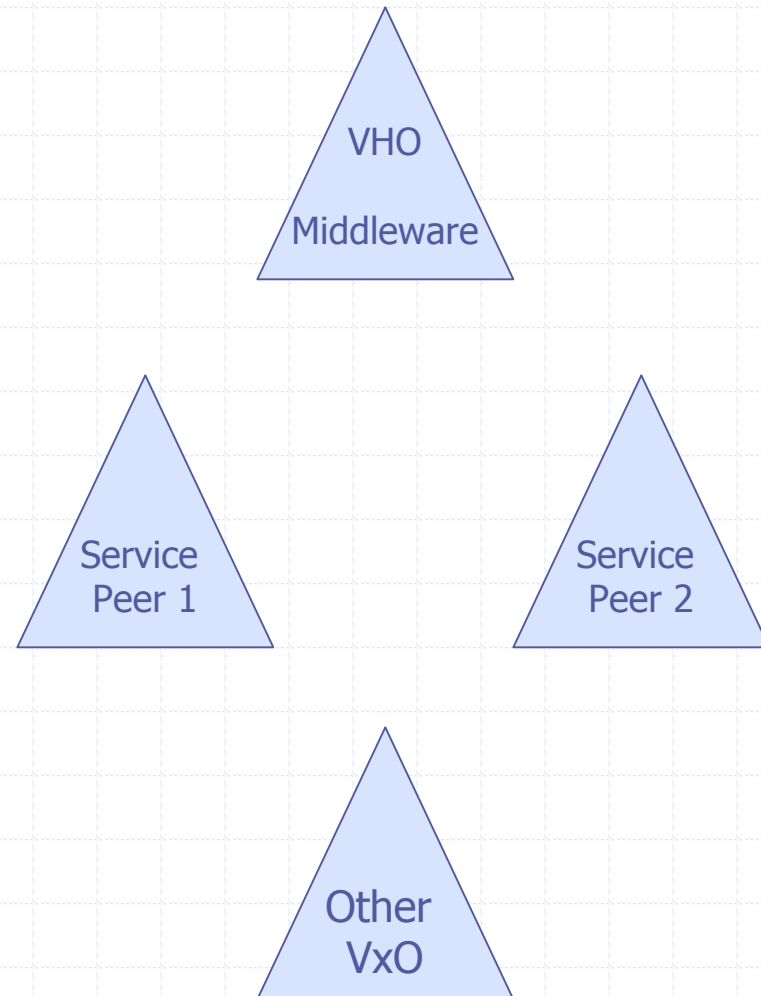 VHO
Middleware
Service
Peer 1
Service
Peer 2
Other
VxO